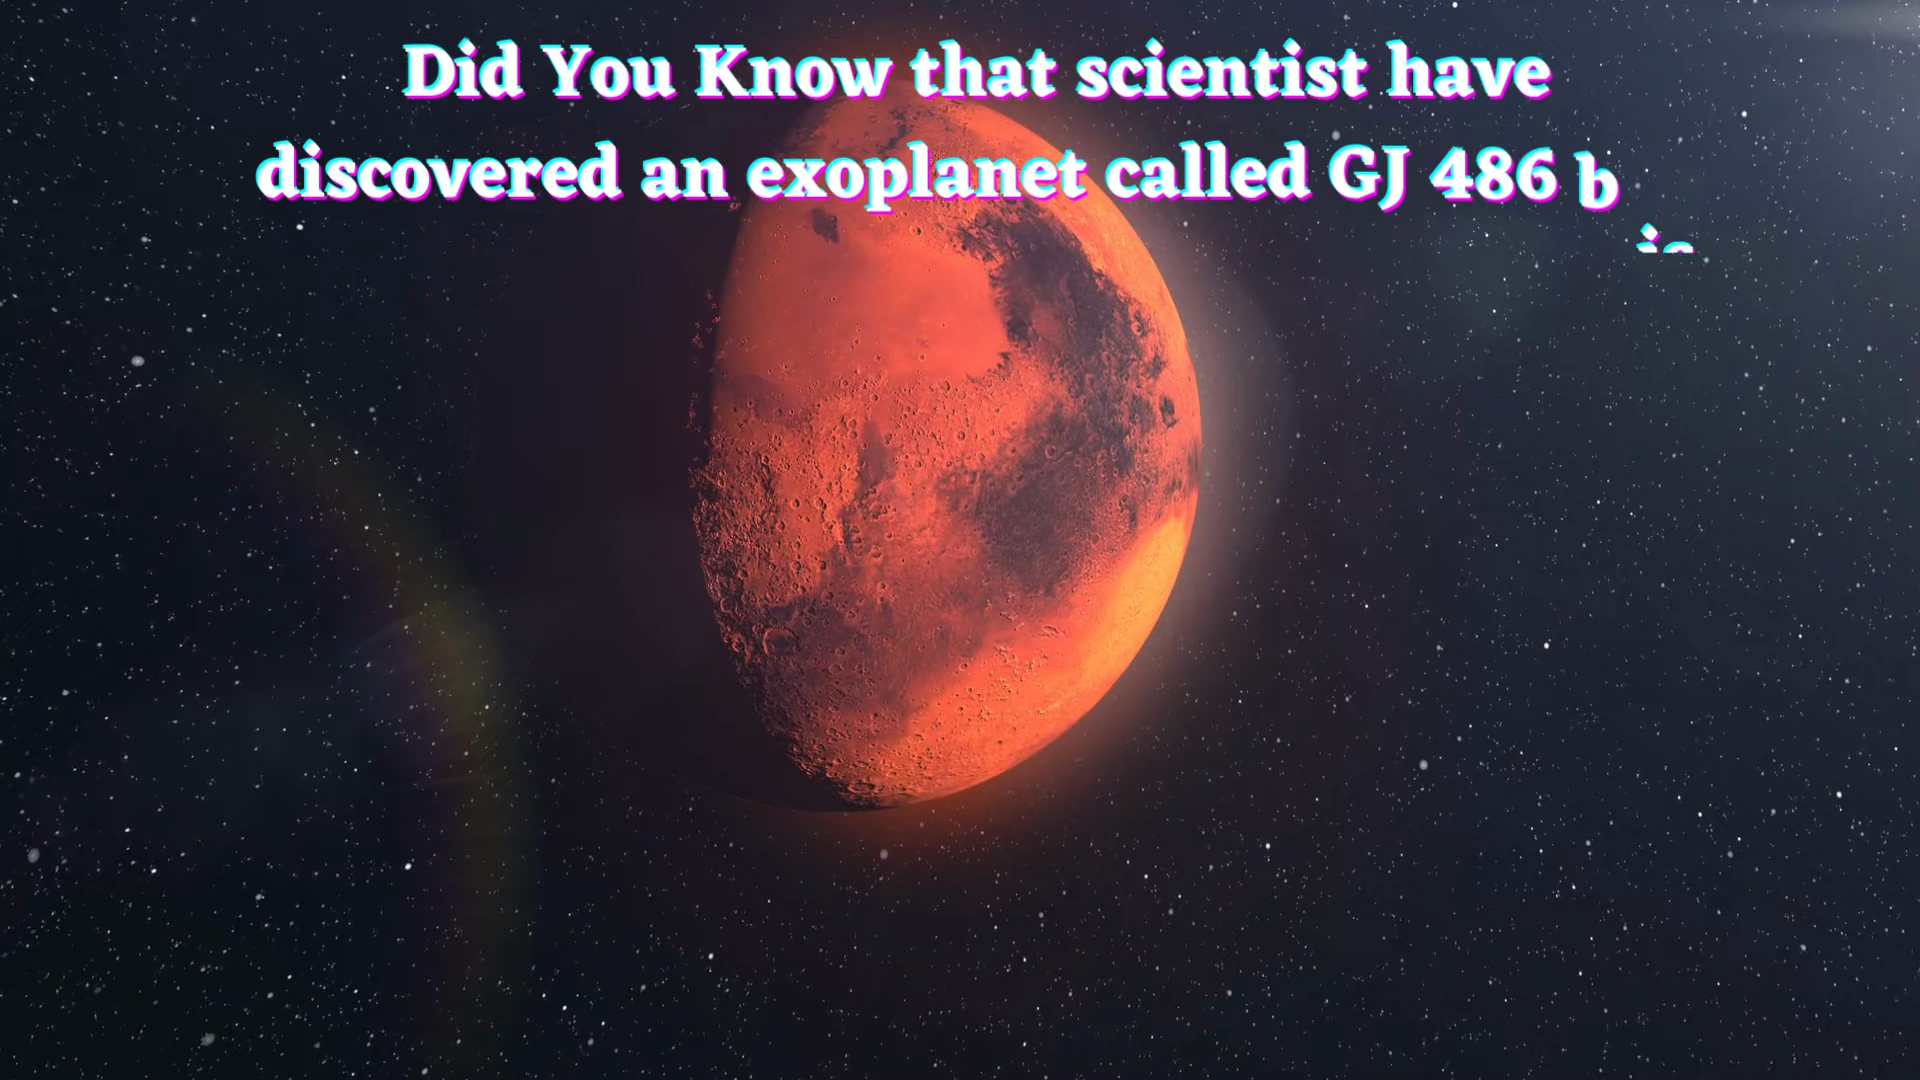 Did You Know that scientist have
discovered an exoplanet called GJ 486 b